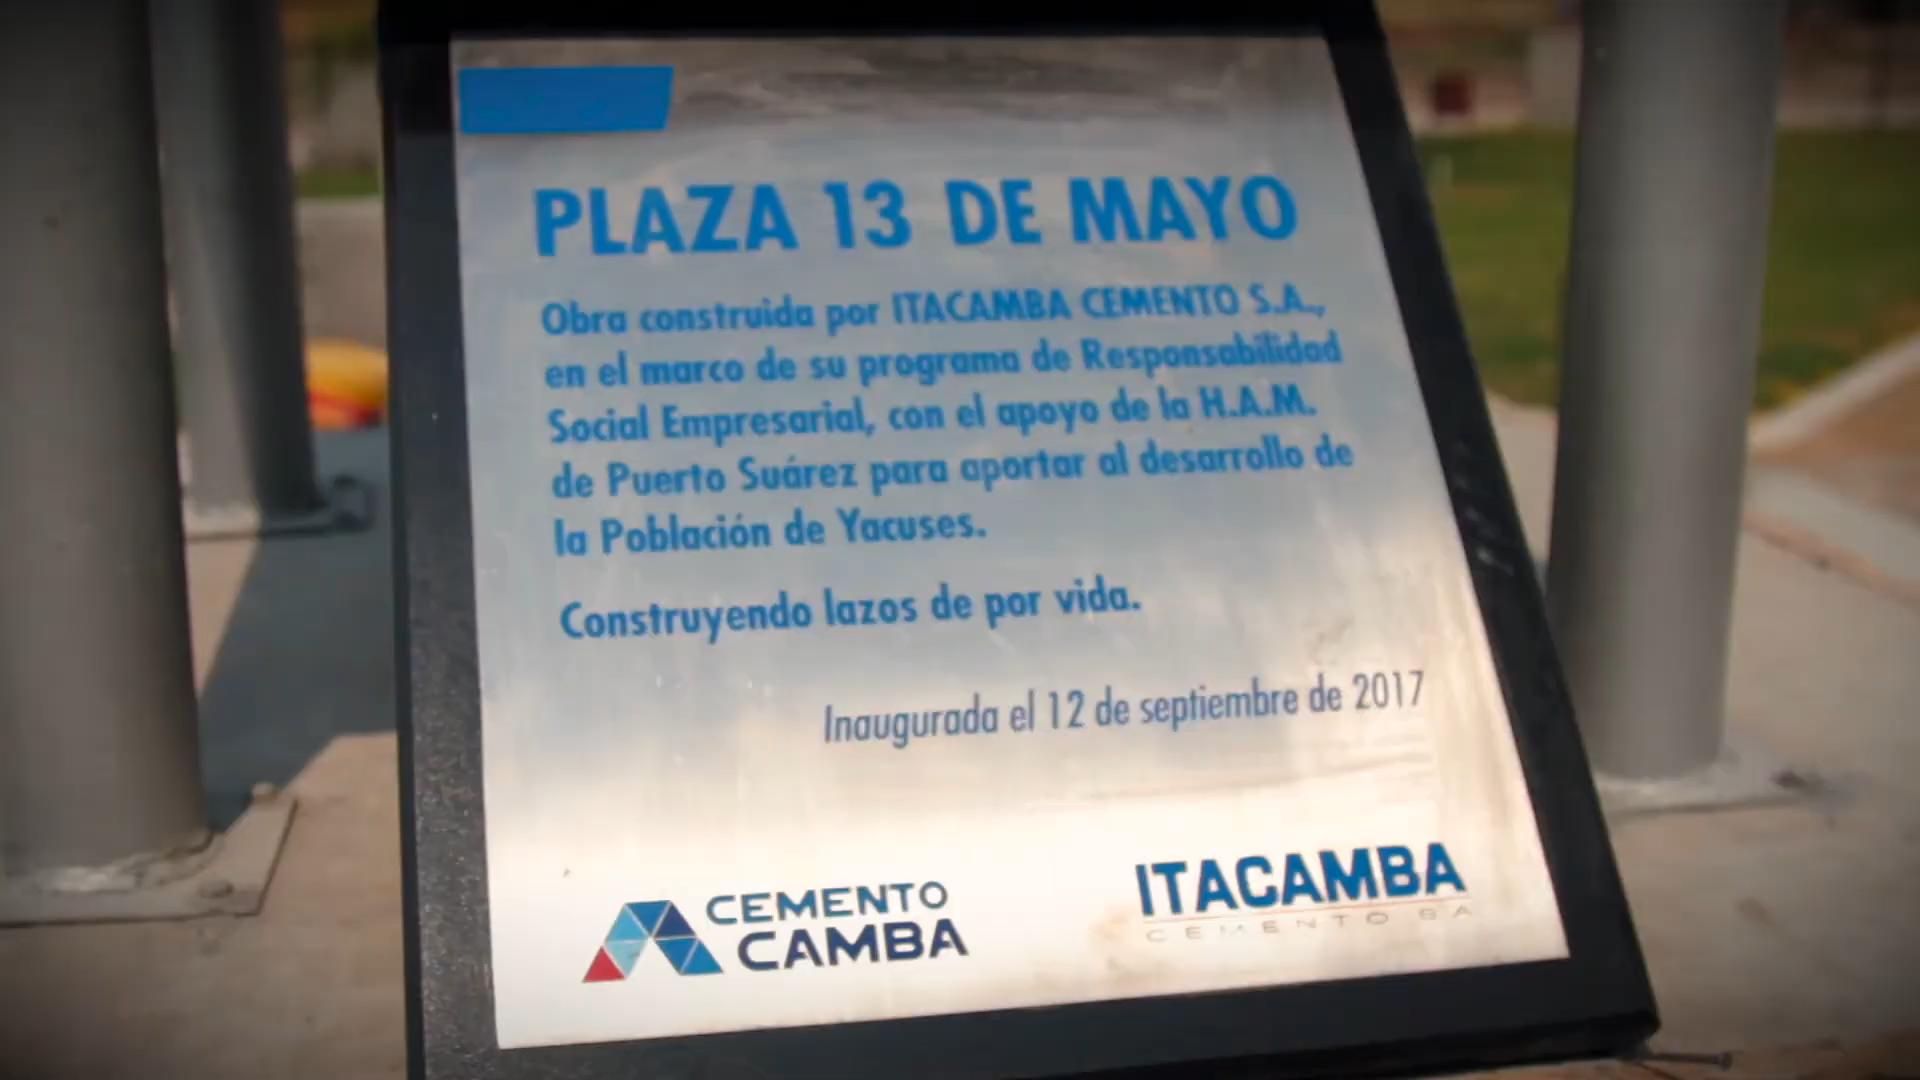 PLAZA 13 DE MAYO
Obra construida por ITACAMBA CEMENTO S.A.,
en el marco de su programa de Responsabilidad
Social Empresarial, con el apoyo de la H.A.M.
de Puerto Suárez para aportar al desarrollo de
la Población de Yacuses.
Construyendo lazos de por vida.
Inaugurada el 12 de septiembre de 2017
CEMENTO
CAMBA
ITACAMBA
CEMENTO SA